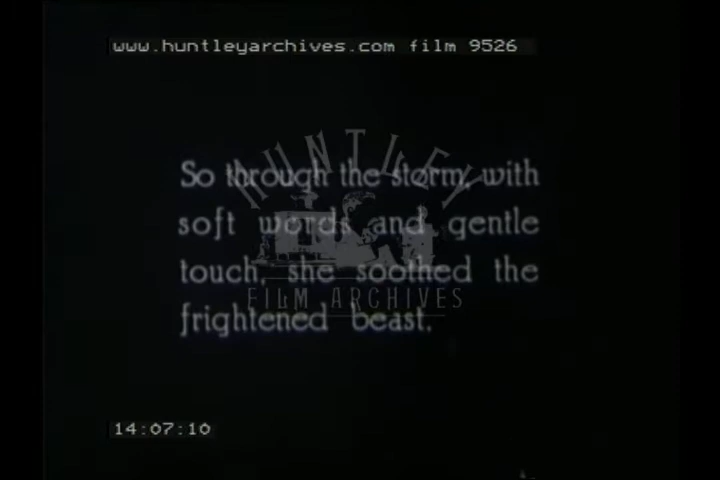 www.huntleyarchives.com film 9526
HUNTLEY
So through the storm, with
soft words and gentle
touch, she soothed the
FILM ARCHIVES
frightened beast.
14:07:10